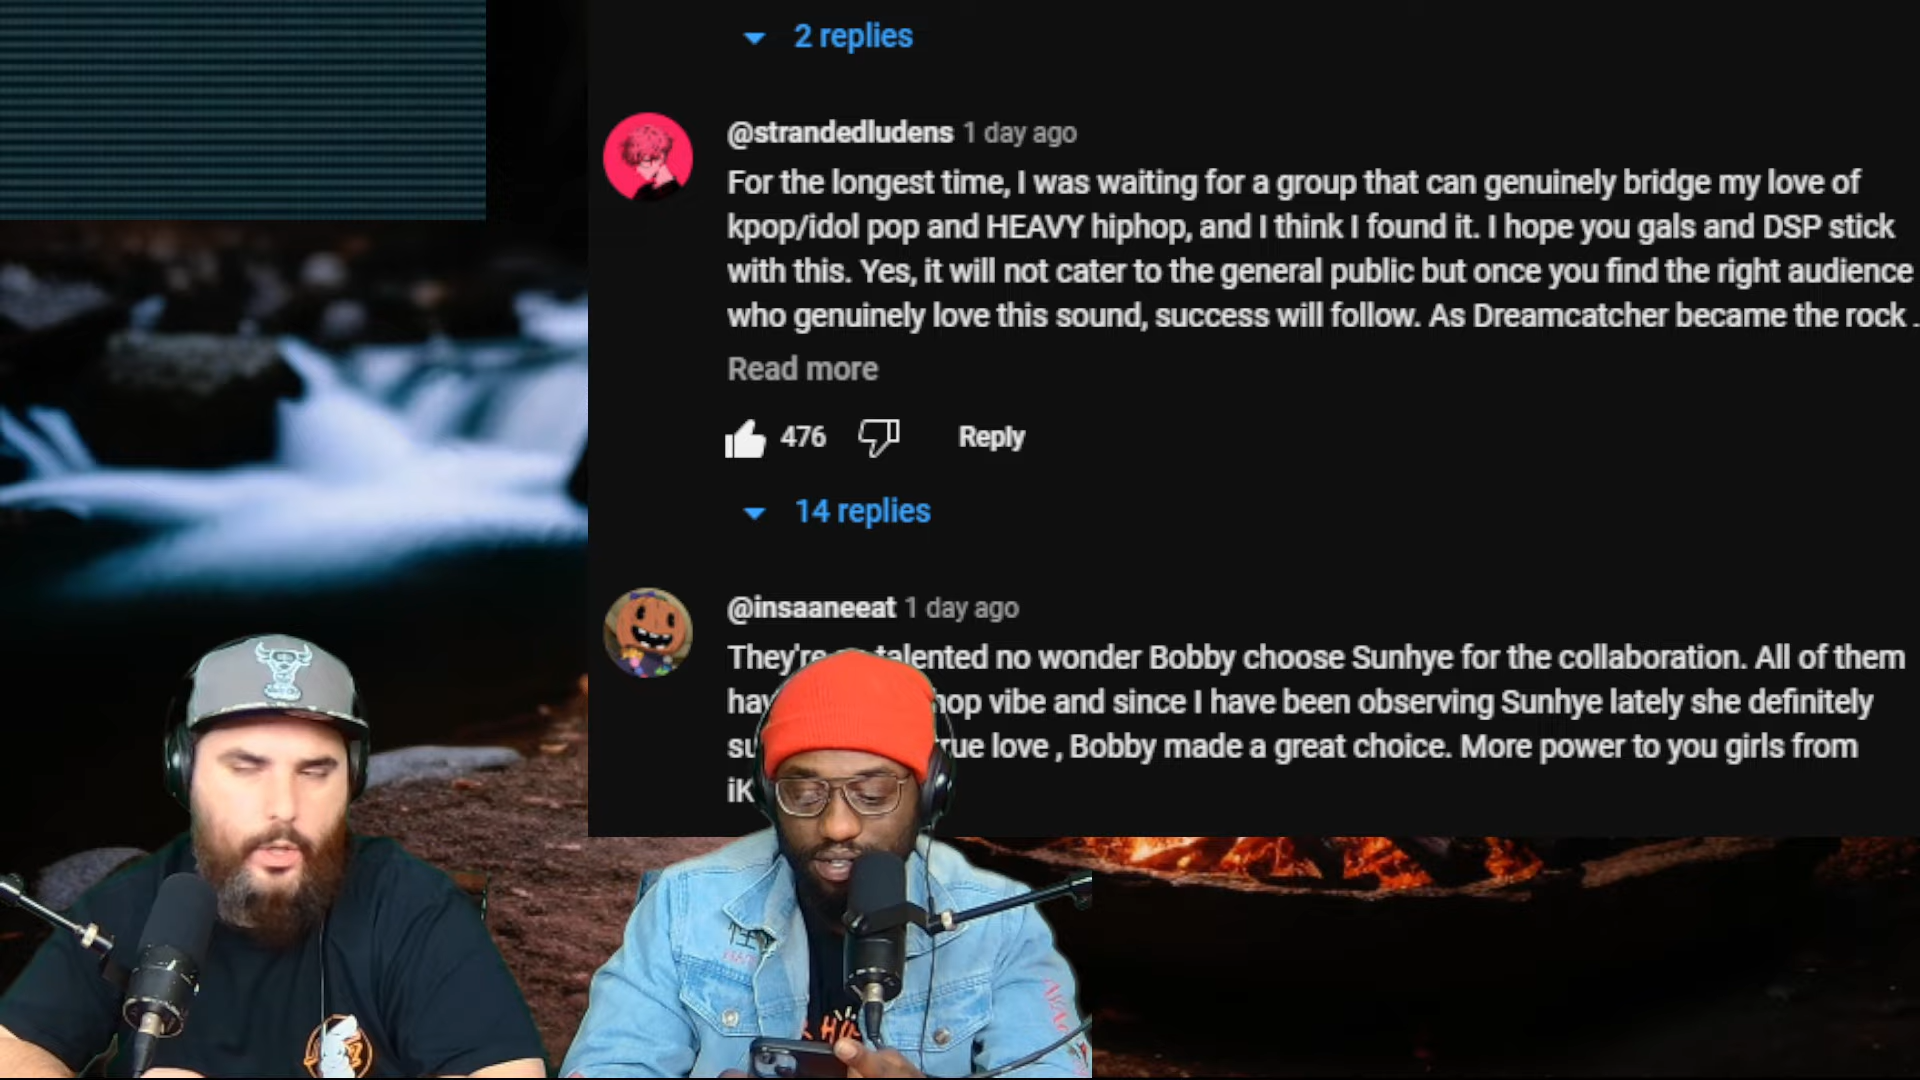 2 replies
@strandedludens 1 day ago
For the longest time, I was waiting for a group that can genuinely bridge my love of
kpop/idol pop and HEAVY hiphop, and I think I found it. I hope you gals and DSP stick
with this. Yes, it will not cater to the general public but once you find the right audience
who genuinely love this sound, success will follow. As Dreamcatcher became the rock .
Read more
476 Reply
14 replies
@insaaneeat 1 day ago
They're talented no wonder Bobby choose Sunhye for the collaboration. All of them
vibe and since I have been observing Sunhye lately she definitely
love , Bobby made a great choice. More power to you girls from